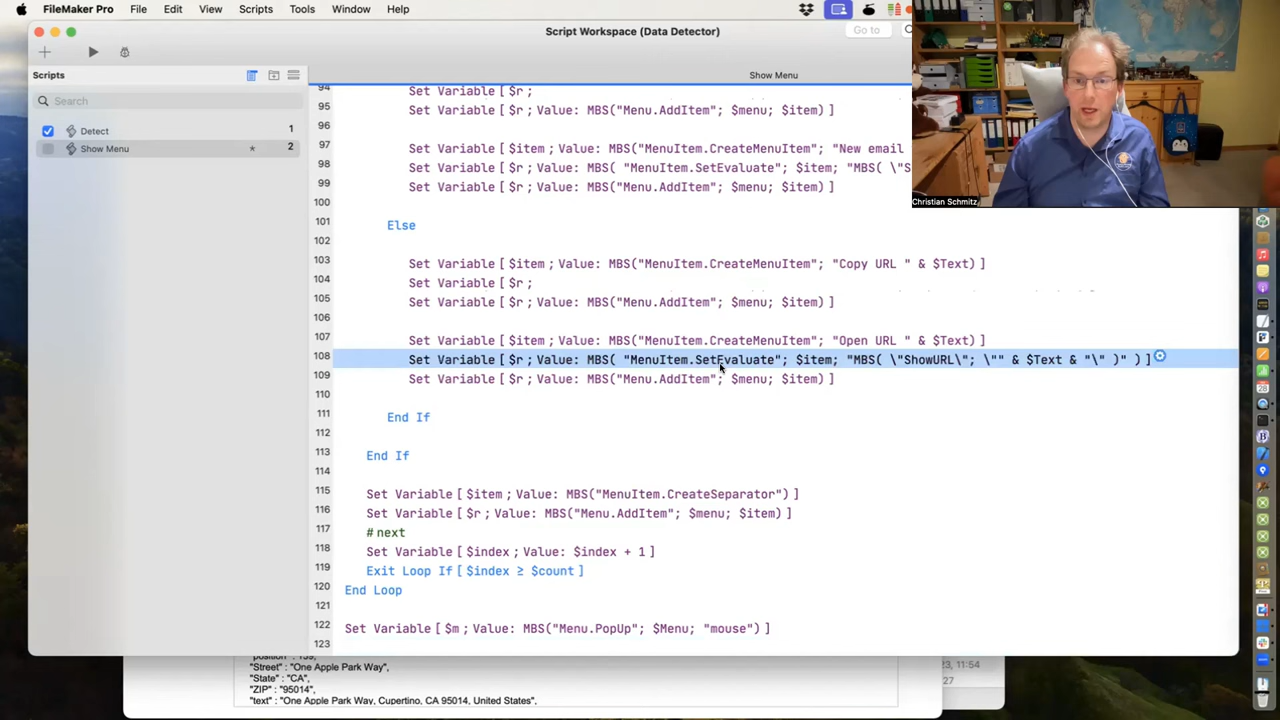 FileMaker Pro File Edit View Scripts Tools Window Help
Script Workspace (Data Detector)
Go to
Scripts
Show Menu
Search
Detect 1
Show Menu * 2
94 Set Variable [ $r ;
95 Set Variable [ $r ; Value: MBS("Menu.AddItem"; $menu; $item) ]
96
97 Set Variable [ $item ; Value: MBS("MenuItem.CreateMenuItem"; "New email
98 Set Variable [ $r ; Value: MBS( "MenuItem.SetEvaluate"; $item; "MBS( \"S
99 Set Variable [ $r ; Value: MBS("Menu.AddItem"; $menu; $item) ]
100
101 Else
102
103 Set Variable [ $item ; Value: MBS("MenuItem.CreateMenuItem"; "Copy URL " & $Text) ]
104 Set Variable [ $r ;
105 Set Variable [ $r ; Value: MBS("Menu.AddItem"; $menu; $item) ]
106
107 Set Variable [ $item ; Value: MBS("MenuItem.CreateMenuItem"; "Open URL " & $Text) ]
108 Set Variable [ $r ; Value: MBS( "MenuItem.SetEvaluate"; $item; "MBS( \"ShowURL\"; \"" & $Text & "\" )" ) ]
109 Set Variable [ $r ; Value: MBS("Menu.AddItem"; $menu; $item) ]
110
111 End If
112
113 End If
114
115 Set Variable [ $item ; Value: MBS("MenuItem.CreateSeparator") ]
116 Set Variable [ $r ; Value: MBS("Menu.AddItem"; $menu; $item) ]
117 # next
118 Set Variable [ $index ; Value: $index + 1 ]
119 Exit Loop If [ $index ≥ $count ]
120 End Loop
121
122 Set Variable [ $m ; Value: MBS("Menu.PopUp"; $Menu; "mouse") ]
123
Christian Schmitz
"position" : 159,
"Street" : "One Apple Park Way",
"State" : "CA",
"ZIP" : "95014",
"text" : "One Apple Park Way, Cupertino, CA 95014, United States",
23, 11:54
27